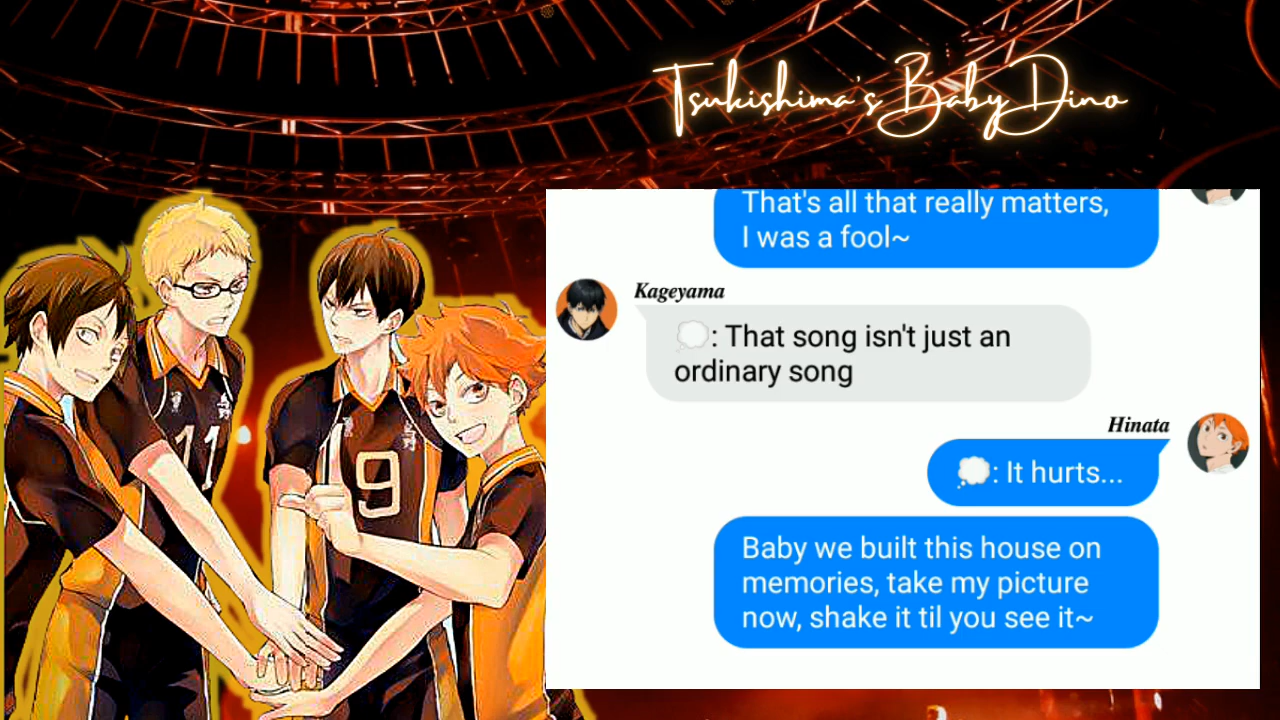 Tsukishima's Baby Dino
That's all that really matters,
I was a fool~
Kageyama
💭: That song isn't just an
ordinary song
Hinata
💭: It hurts...
Baby we built this house on
memories, take my picture
now, shake it til you see it~
11
9